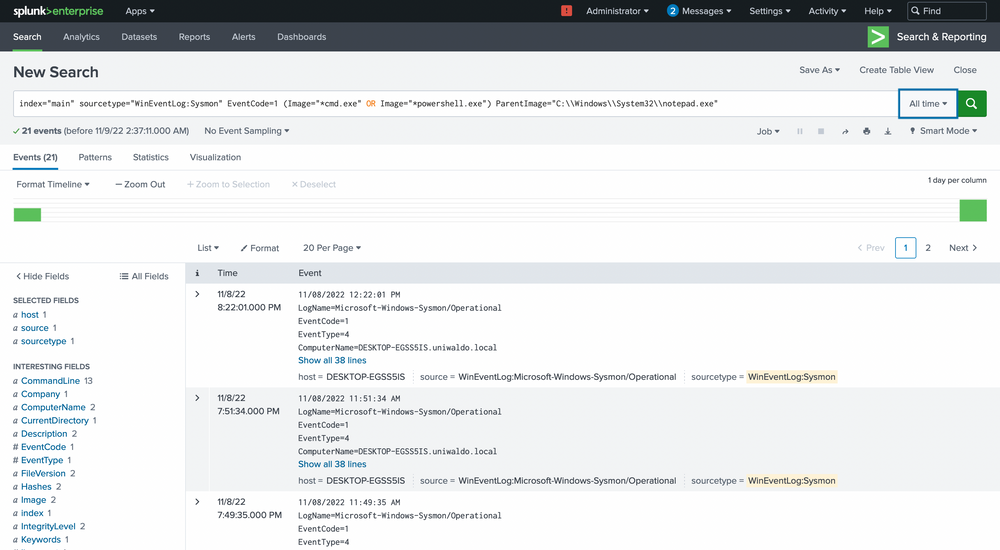 splunk>enterprise Apps ▾ ! Administrator ▾ 2 Messages ▾ Settings ▾ Activity ▾ Help ▾ Find
Search Analytics Datasets Reports Alerts Dashboards > Search & Reporting
New Search Save As ▾ Create Table View Close
index="main" sourcetype="WinEventLog:Sysmon" EventCode=1 (Image="*cmd.exe" OR Image="*powershell.exe") ParentImage="C:\\Windows\\System32\\notepad.exe" All time ▾
✓ 21 events (before 11/9/22 2:37:11.000 AM) No Event Sampling ▾ Job ▾ Smart Mode ▾
Events (21) Patterns Statistics Visualization
Format Timeline ▾ — Zoom Out + Zoom to Selection × Deselect 1 day per column
List ▾ Format 20 Per Page ▾ < Prev 1 2 Next >
< Hide Fields All Fields i Time Event
SELECTED FIELDS
a host 1
a source 1
a sourcetype 1
INTERESTING FIELDS
a CommandLine 13
a Company 1
a ComputerName 2
a CurrentDirectory 1
a Description 2
# EventCode 1
# EventType 1
a FileVersion 2
a Hashes 2
a Image 2
a index 1
a IntegrityLevel 2
a Keywords 1
> 11/8/22
8:22:01.000 PM
11/08/2022 12:22:01 PM
LogName=Microsoft-Windows-Sysmon/Operational
EventCode=1
EventType=4
ComputerName=DESKTOP-EGSS5IS.uniwaldo.local
Show all 38 lines
host = DESKTOP-EGSS5IS source = WinEventLog:Microsoft-Windows-Sysmon/Operational sourcetype = WinEventLog:Sysmon
> 11/8/22
7:51:34.000 PM
11/08/2022 11:51:34 AM
LogName=Microsoft-Windows-Sysmon/Operational
EventCode=1
EventType=4
ComputerName=DESKTOP-EGSS5IS.uniwaldo.local
Show all 38 lines
host = DESKTOP-EGSS5IS source = WinEventLog:Microsoft-Windows-Sysmon/Operational sourcetype = WinEventLog:Sysmon
> 11/8/22
7:49:35.000 PM
11/08/2022 11:49:35 AM
LogName=Microsoft-Windows-Sysmon/Operational
EventCode=1
EventType=4